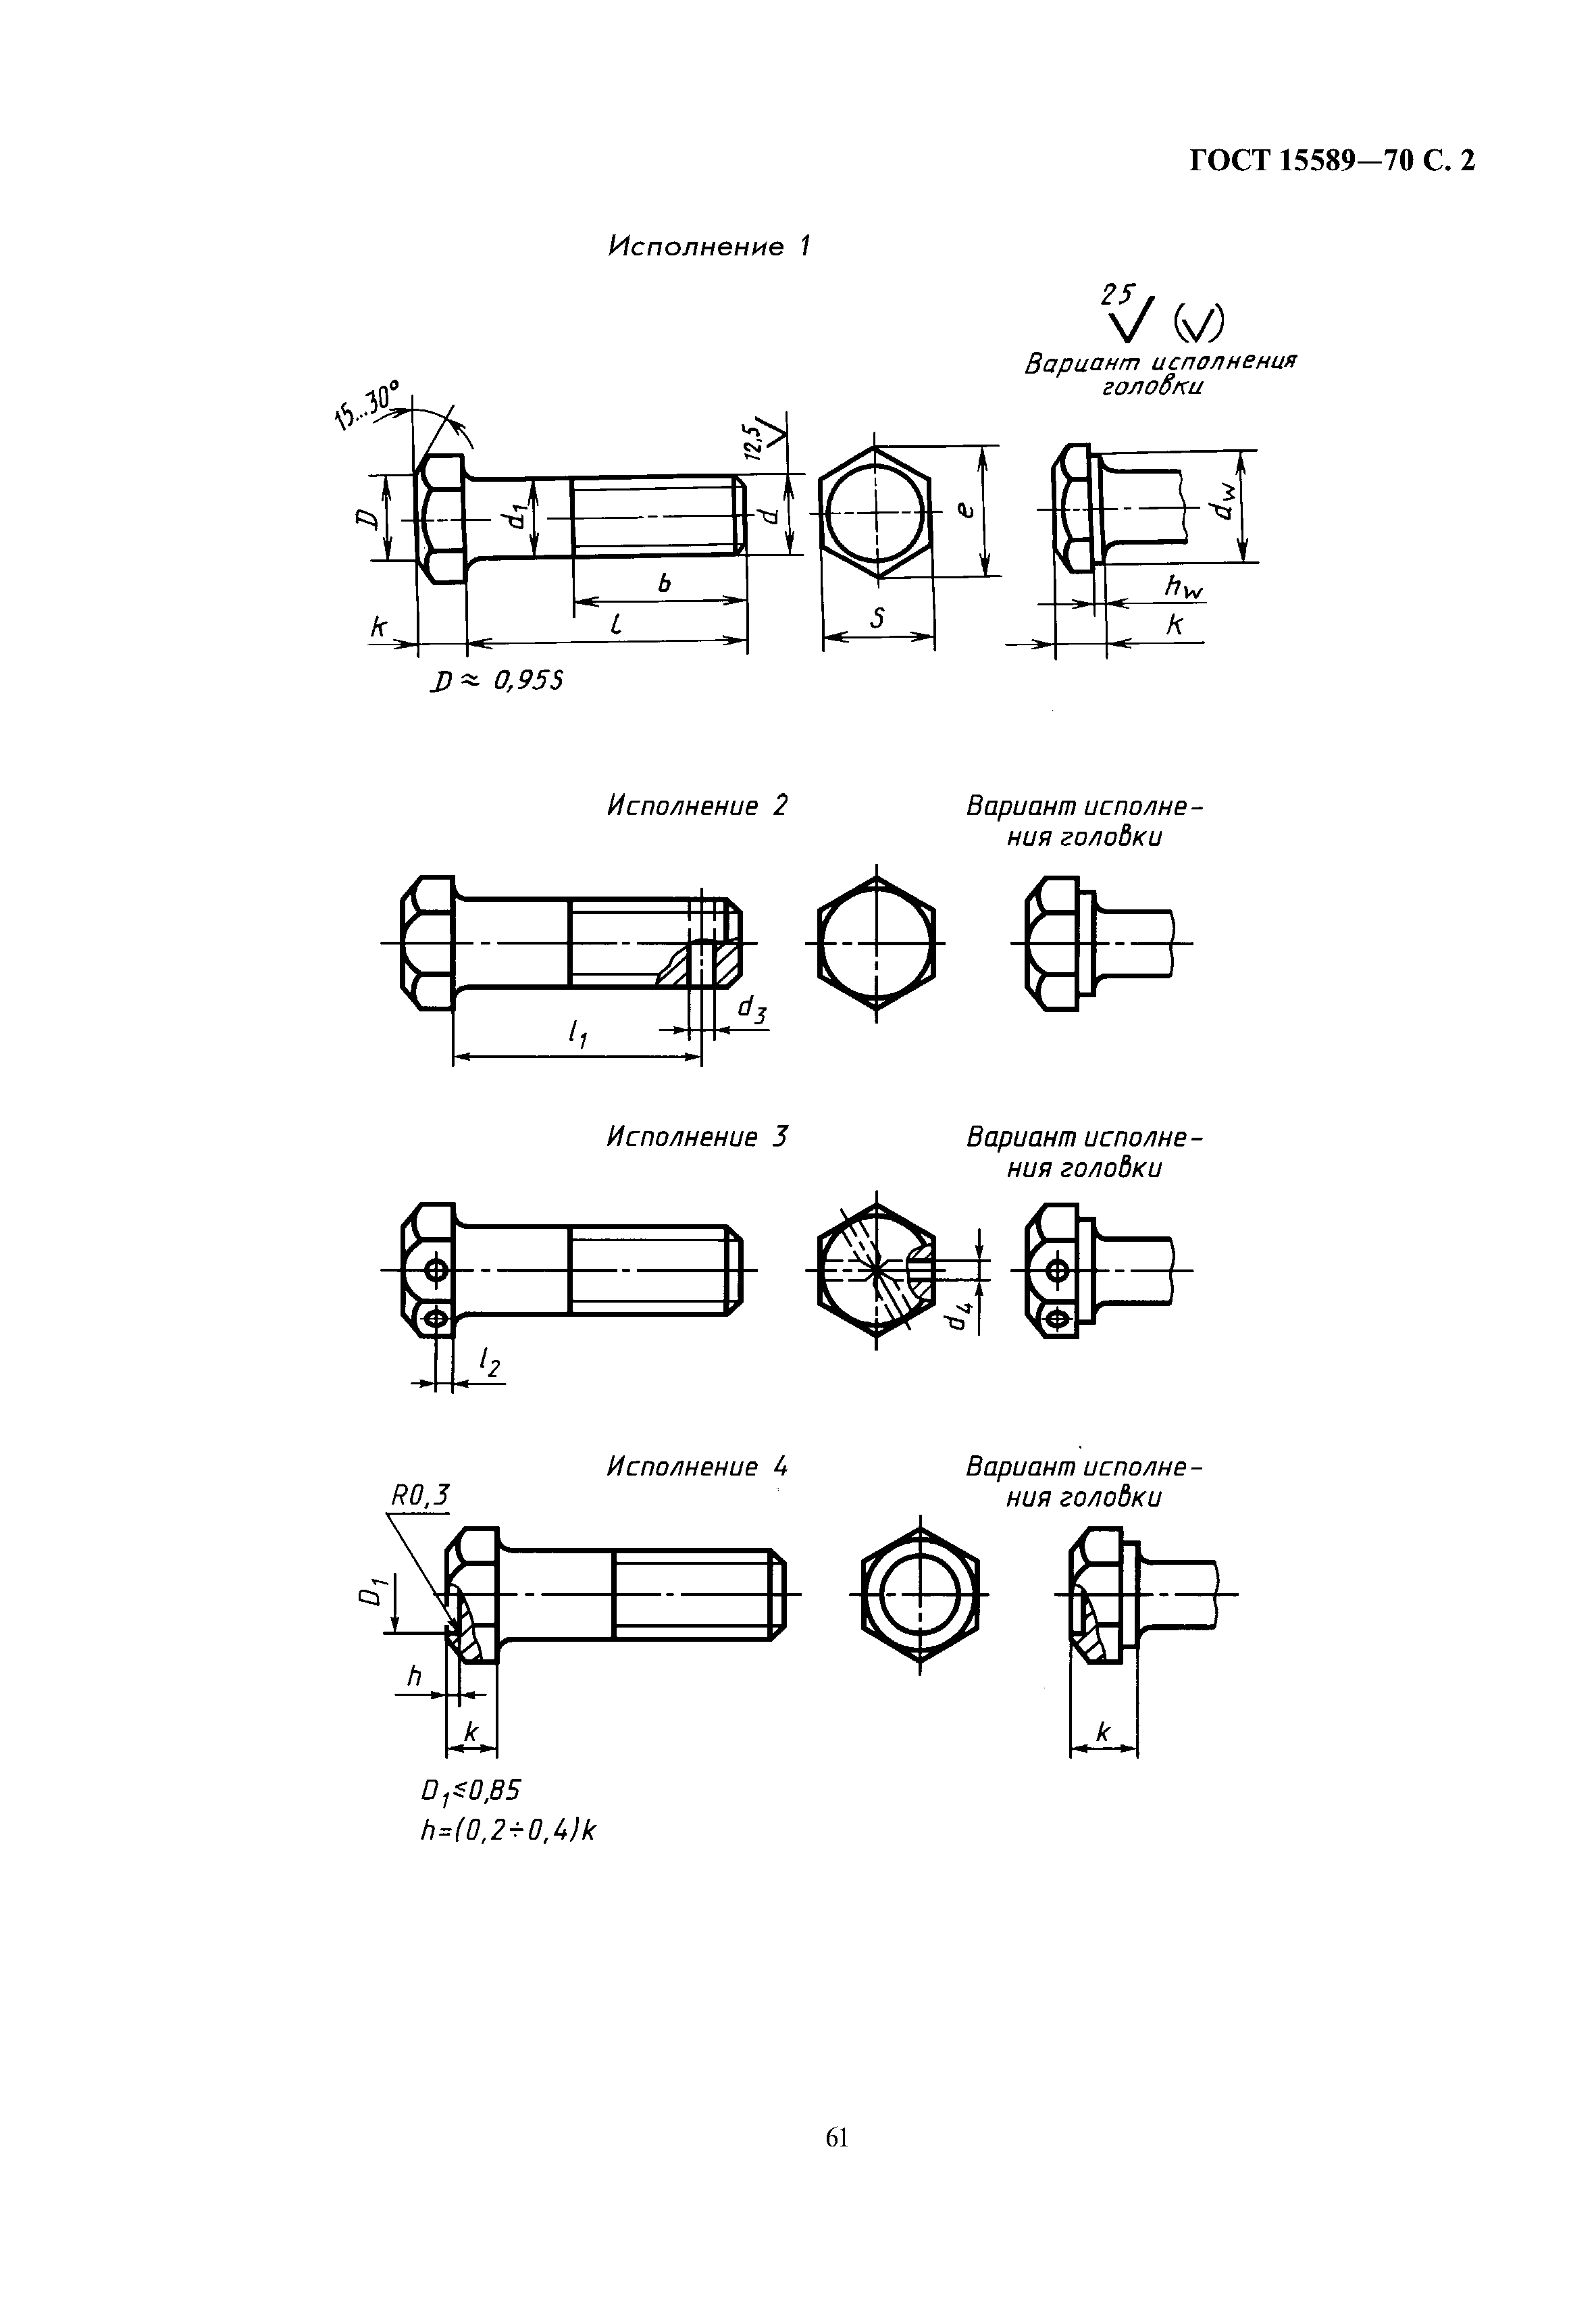 ГОСТ 15589—70 С. 2
Исполнение 1
25
Вариант исполнения
головки
15...30°
12,5
D
d1
d
e
dw
b
hw
k
l
S
k
D ≈ 0,95S
Исполнение 2
Вариант исполне-
ния головки
d3
l1
Исполнение 3
Вариант исполне-
ния головки
d4
l2
Исполнение 4
Вариант исполне-
ния головки
R0,3
D1
h
k
k
D1≤0,85
h=(0,2÷0,4)k
61